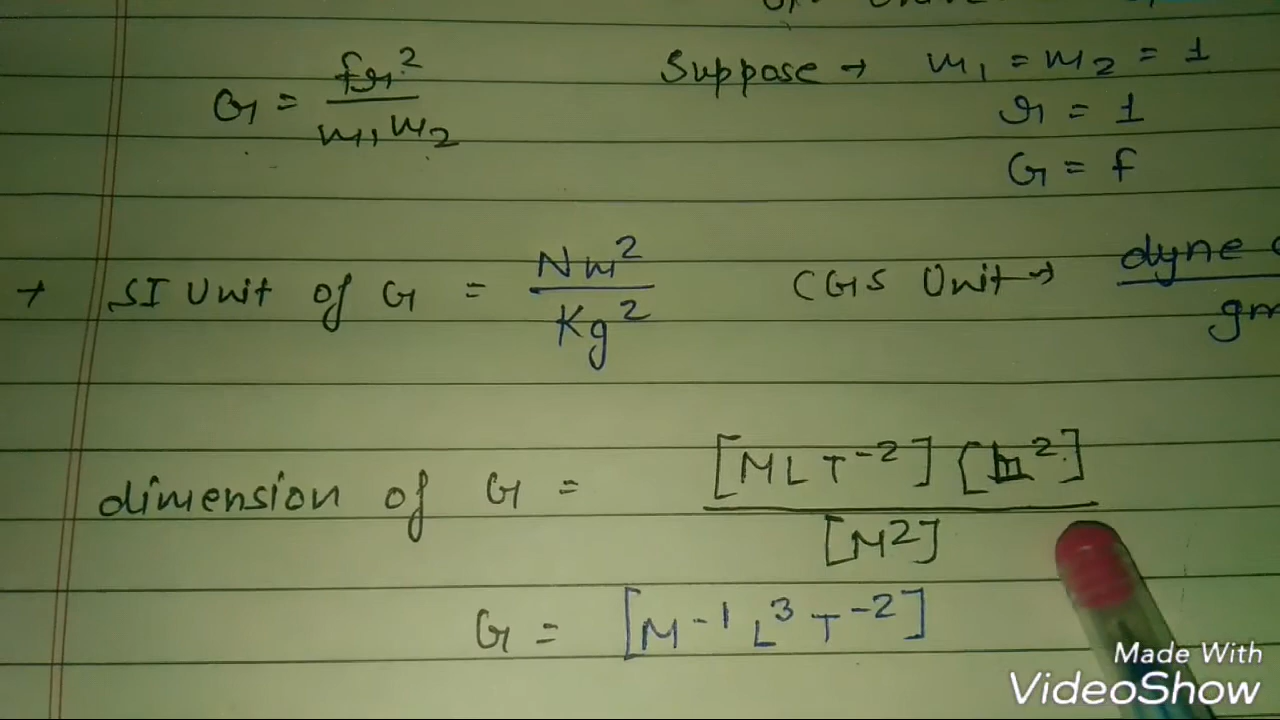 G = fr²/m₁m₂
Suppose → m₁ = m₂ = 1
r = 1
G = f
→ SI Unit of G = Nm²/Kg²
CGS Unit → dyne
gm
dimension of G = [MLT⁻²] [L²]/[M²]
G = [M⁻¹ L³ T⁻²]
Made With
VideoShow